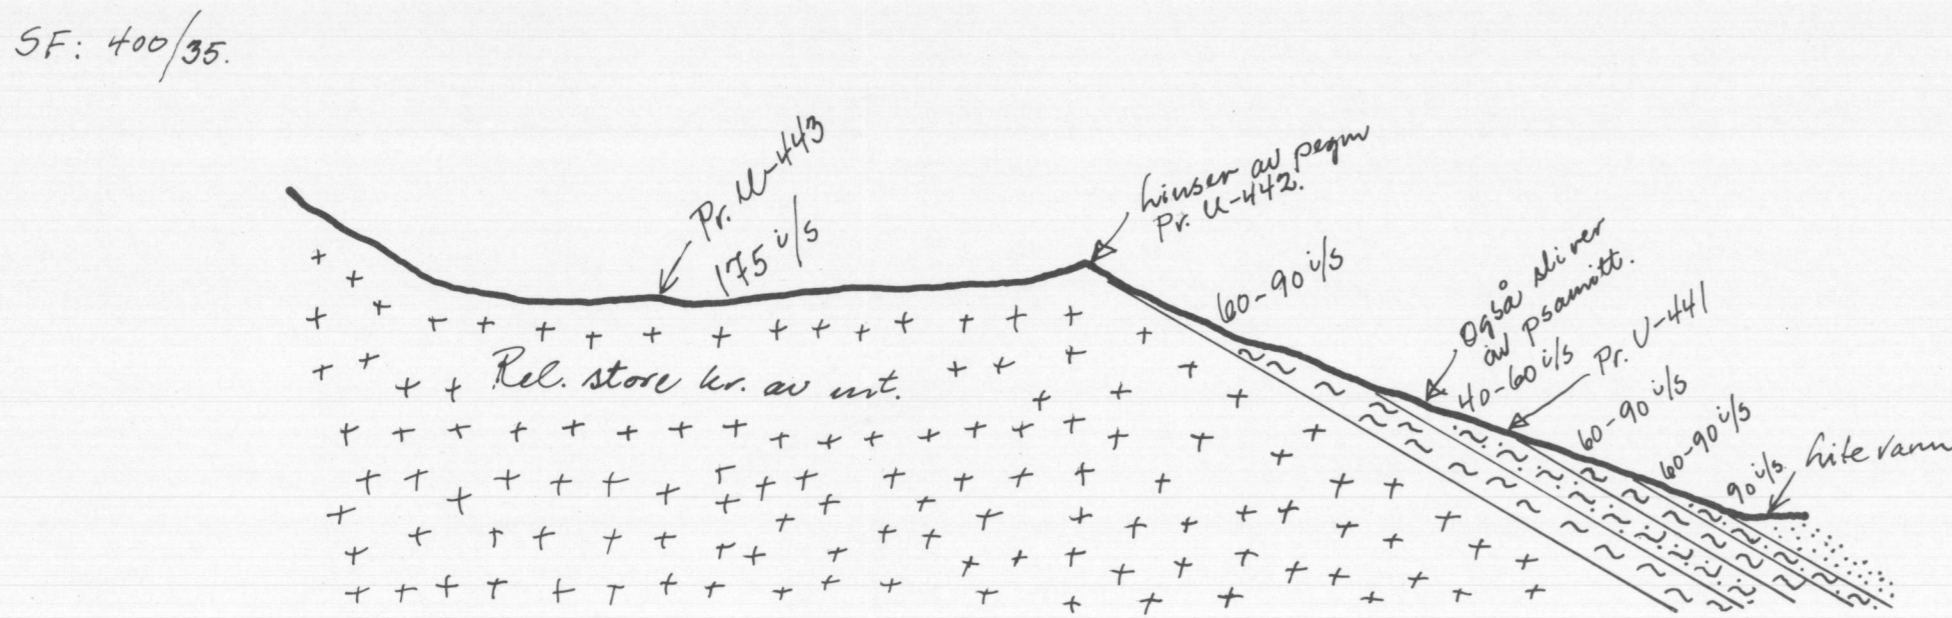 SF: 400/35.
Pr. U-443
175 i/s
Linser av pegm
Pr. U-442.
60-90 i/s
Også sliver
av psamitt.
40-60 i/s
Pr. U-441
60-90 i/s
60-90 i/s
90 i/s
Lite vann
Rel. store kr. av